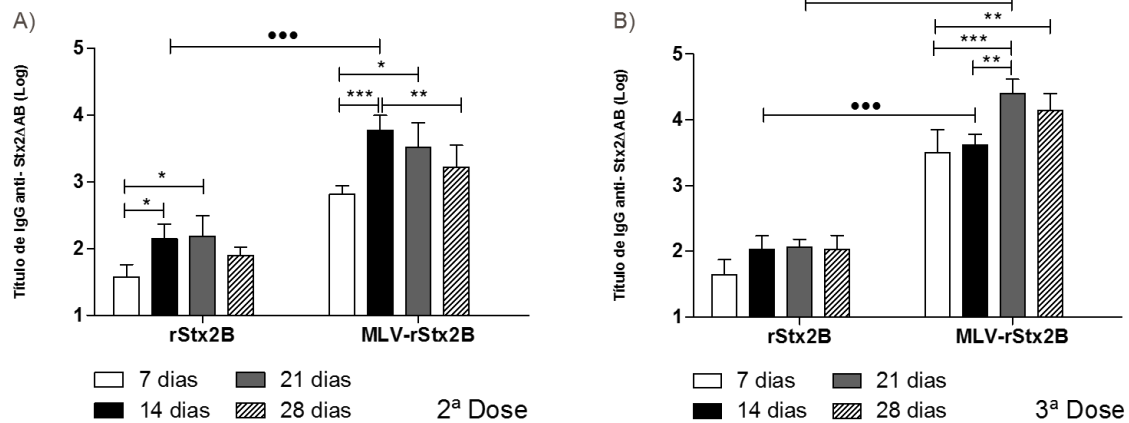 A)
•••
*
***
**
*
*
5
4
3
2
1
Título de IgG anti- Stx2ΔAB (Log)
rStx2B
MLV-rStx2B
7 dias
21 dias
14 dias
28 dias
2ª Dose
B)
**
***
**
•••
5
4
3
2
1
Título de IgG anti- Stx2ΔAB (Log)
rStx2B
MLV-rStx2B
7 dias
21 dias
14 dias
28 dias
3ª Dose